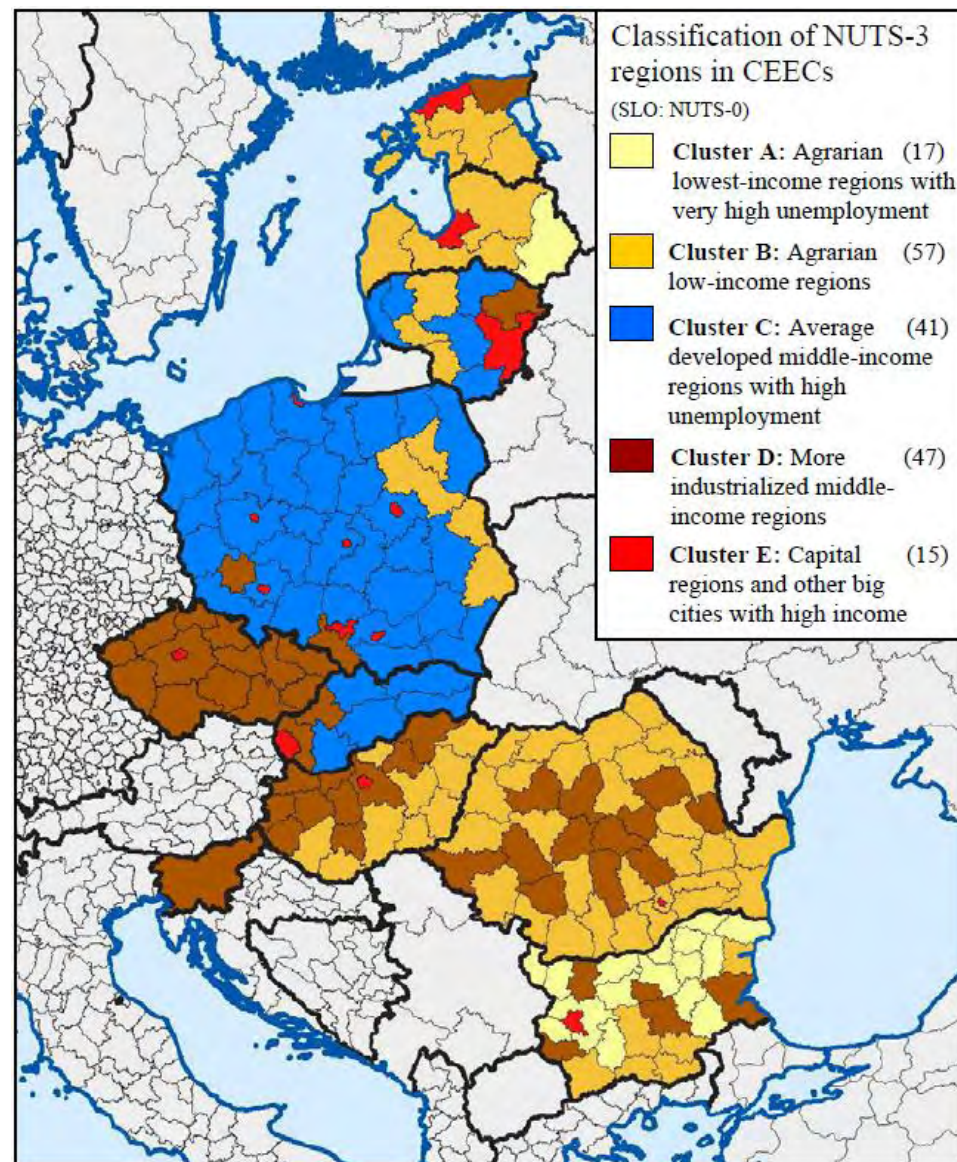 Classification of NUTS-3
regions in CEECs
(SLO: NUTS-0)
Cluster A: Agrarian (17)
lowest-income regions with
very high unemployment
Cluster B: Agrarian (57)
low-income regions
Cluster C: Average (41)
developed middle-income
regions with high
unemployment
Cluster D: More (47)
industrialized middle-
income regions
Cluster E: Capital (15)
regions and other big
cities with high income